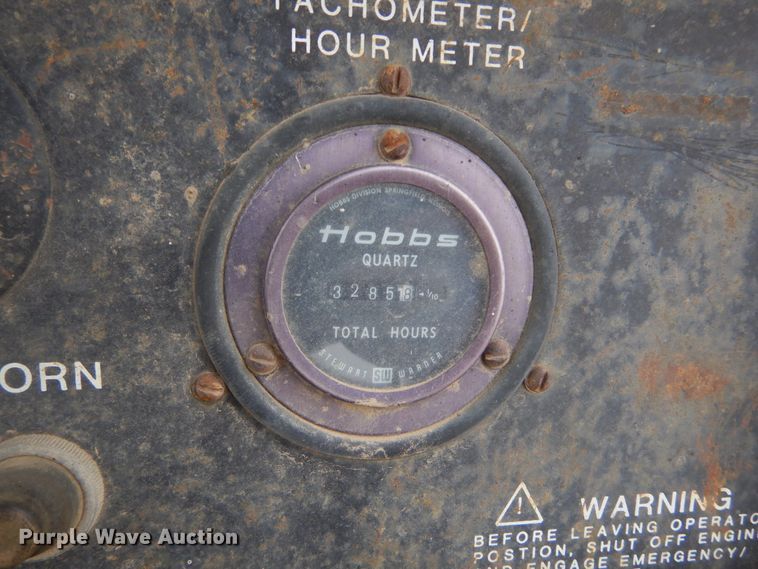 TACHOMETER/
HOUR METER
HOBBS DIVISION SPRINGFIELD
Hobbs
QUARTZ
3285 1/10
TOTAL HOURS
STEWART SW WARNER
ORN
WARNING
BEFORE LEAVING OPERATO
POSTION, SHUT OFF ENGIN
AND ENGAGE EMERGENCY/
Purple Wave Auction